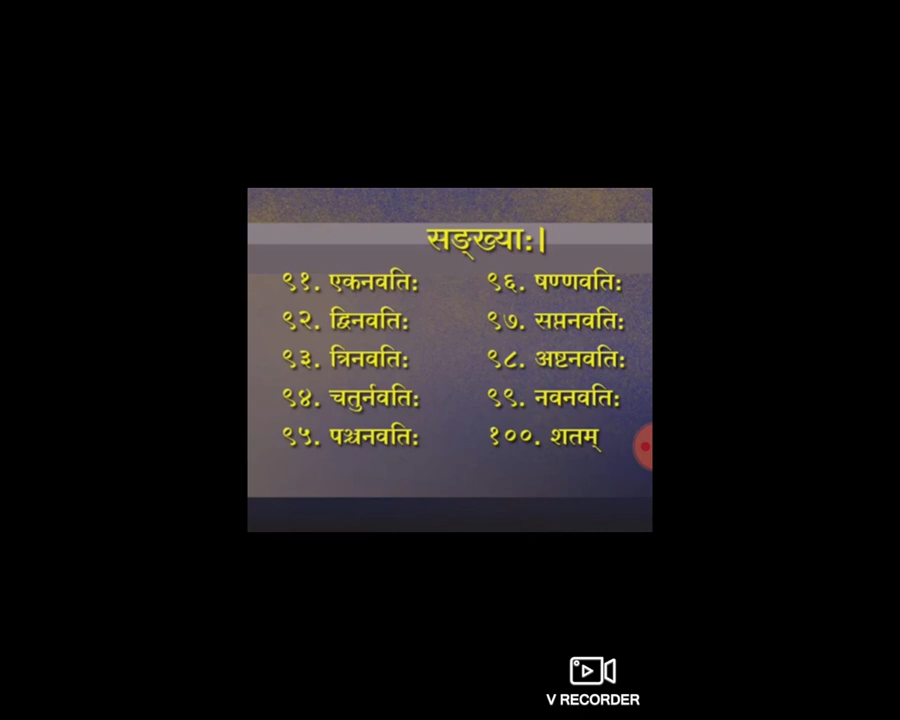 सङ्ख्याः।
९१. एकनवतिः
९२. द्विनवतिः
९३. त्रिनवतिः
९४. चतुर्नवतिः
९५. पञ्चनवतिः
९६. षण्णवतिः
९७. सप्तनवतिः
९८. अष्टनवतिः
९९. नवनवतिः
१००. शतम्
V RECORDER